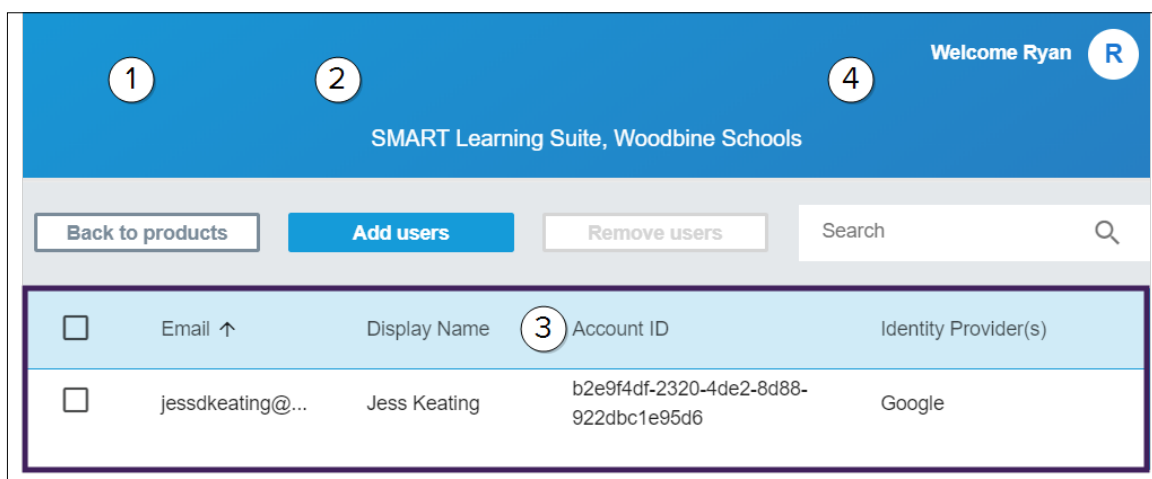 Welcome Ryan R
1 2 4
SMART Learning Suite, Woodbine Schools
Back to products Add users Remove users Search
Email ↑ Display Name 3 Account ID Identity Provider(s)
jessdkeating@... Jess Keating b2e9f4df-2320-4de2-8d88-
922dbc1e95d6 Google